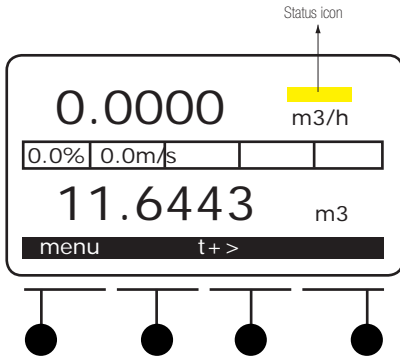 Status icon
0.0000 m3/h
0.0% 0.0m/s
11.6443 m3
menu t+>